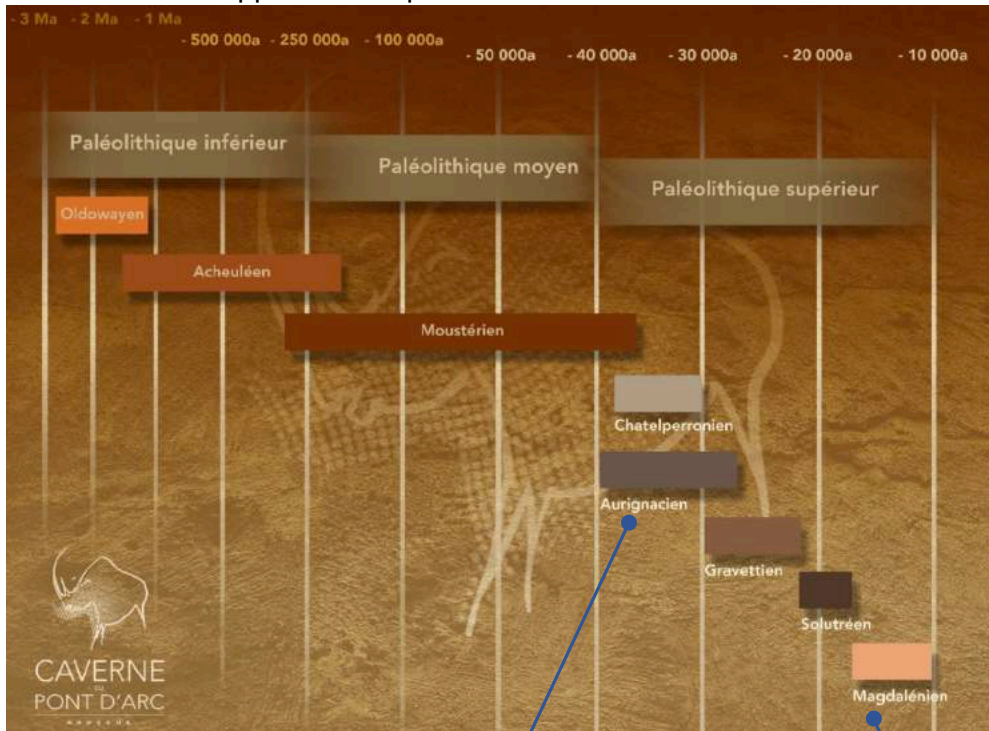 - 3 Ma - 2 Ma - 1 Ma
- 500 000a - 250 000a - 100 000a
- 50 000a - 40 000a - 30 000a - 20 000a - 10 000a
Paléolithique inférieur
Paléolithique moyen
Paléolithique supérieur
Oldowayen
Acheuléen
Moustérien
Chatelperronien
Aurignacien
Gravettien
Solutréen
Magdalénien
CAVERNE
DU
PONT D'ARC
ARDÈCHE